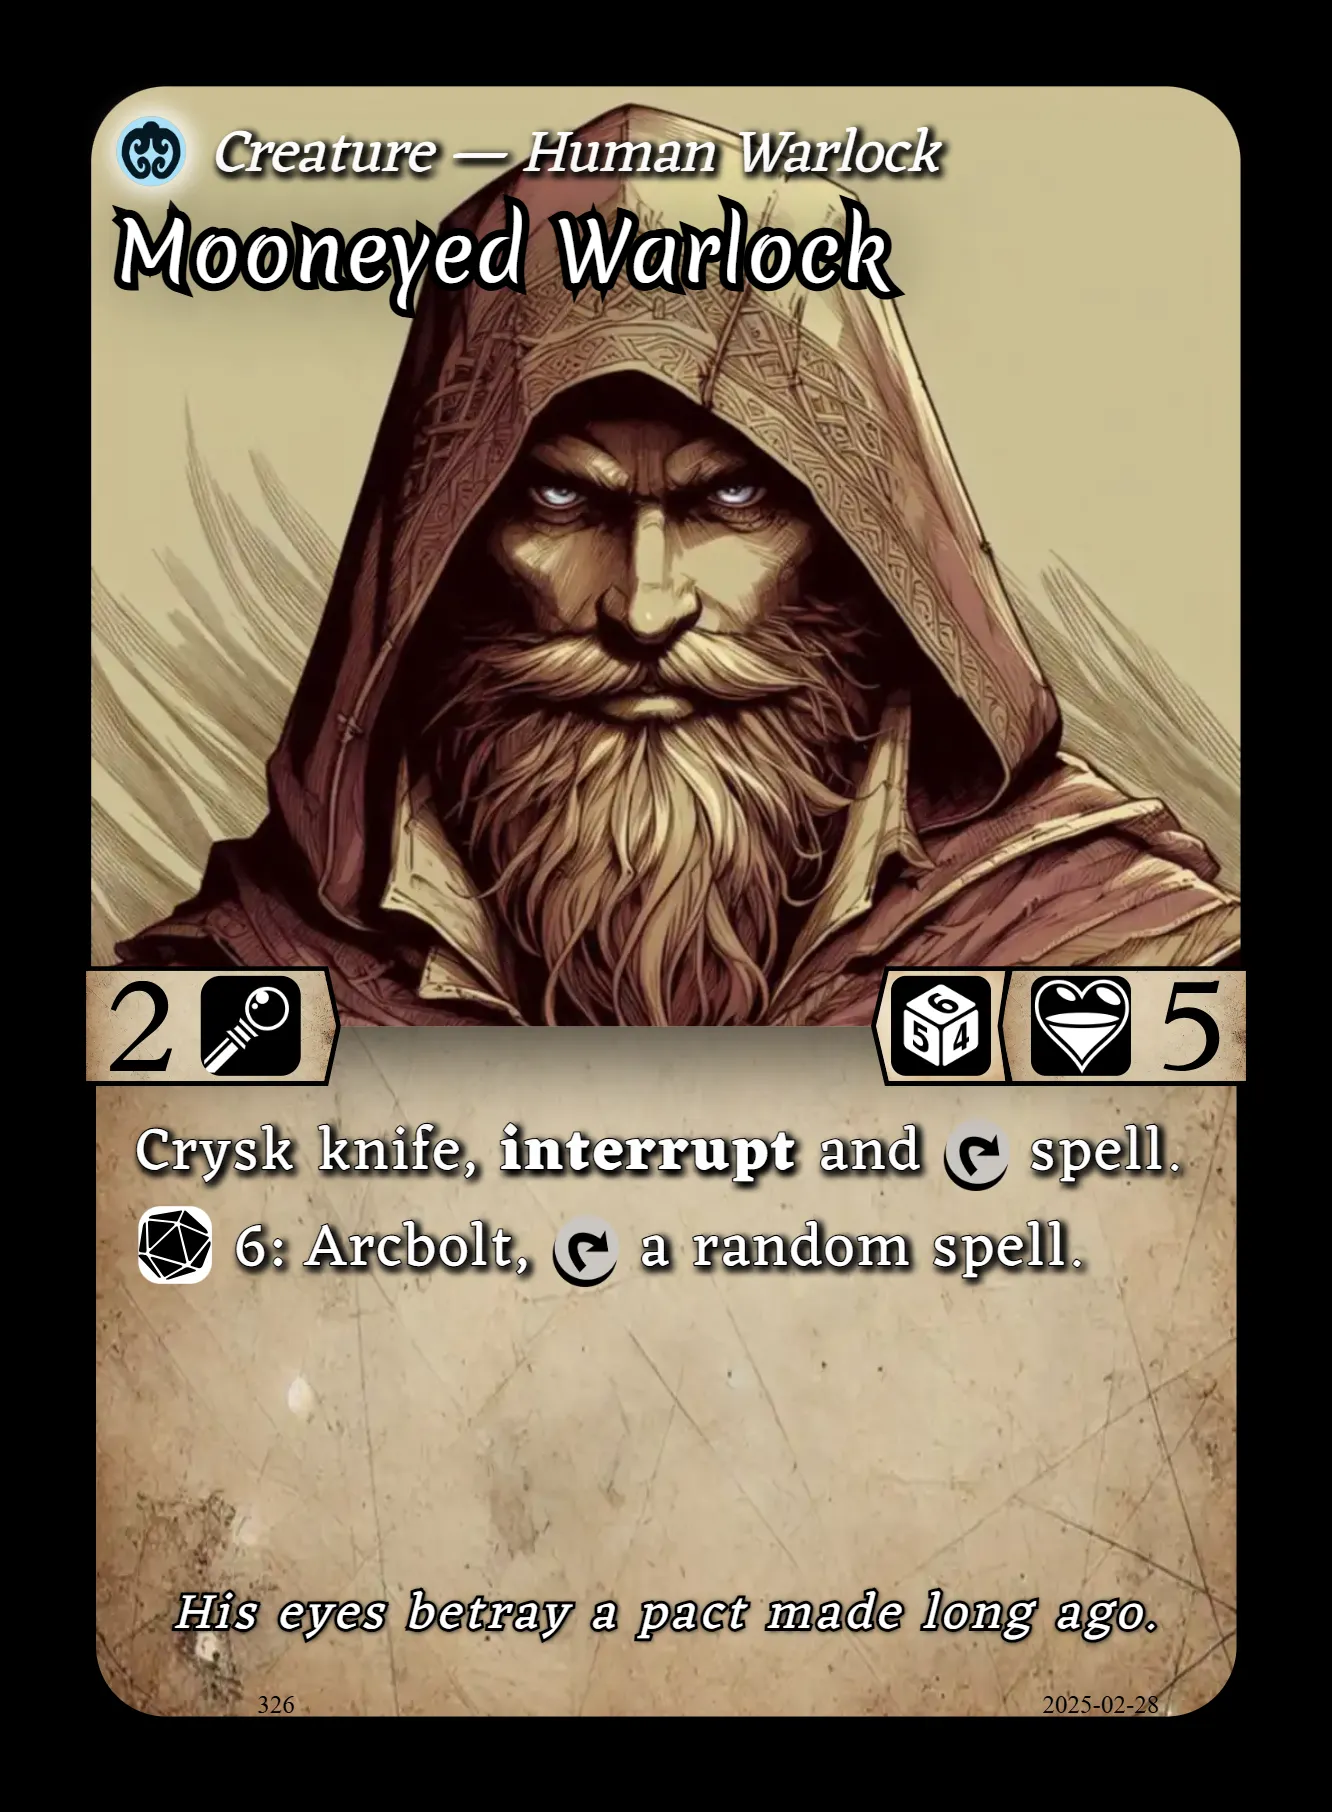 Creature — Human Warlock
Mooneyed Warlock
2
6
5 4
5
Crysk knife, interrupt and spell.
6: Arcbolt, a random spell.
His eyes betray a pact made long ago.
326
2025-02-28